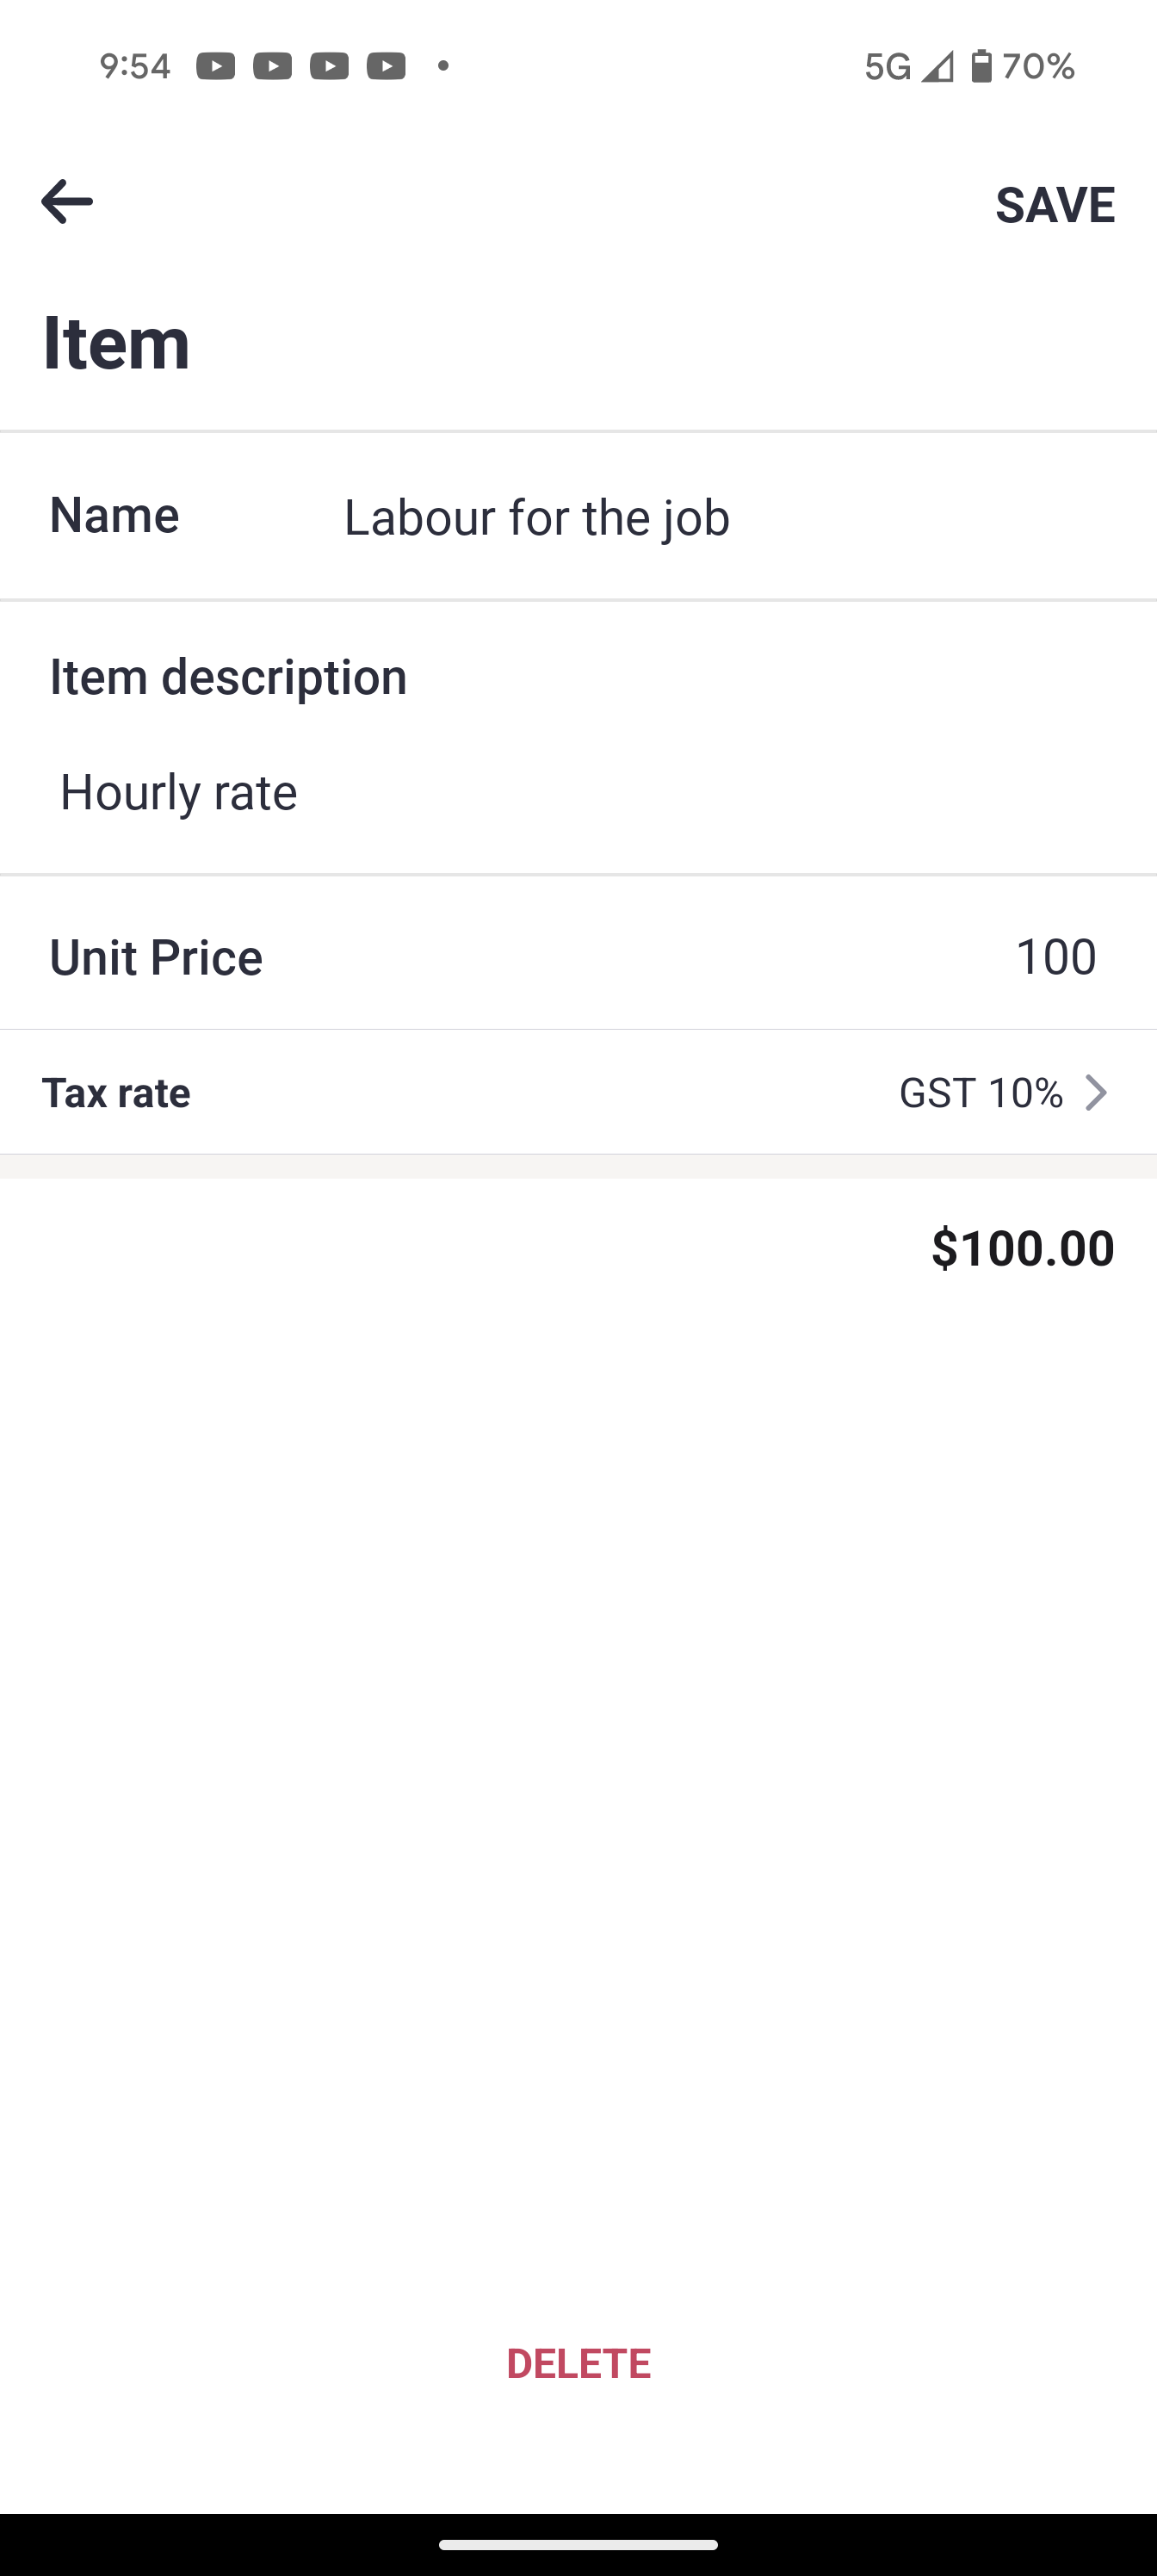 9:54 5G 70%
SAVE
Item
Name Labour for the job
Item description
Hourly rate
Unit Price 100
Tax rate GST 10%
$100.00
DELETE